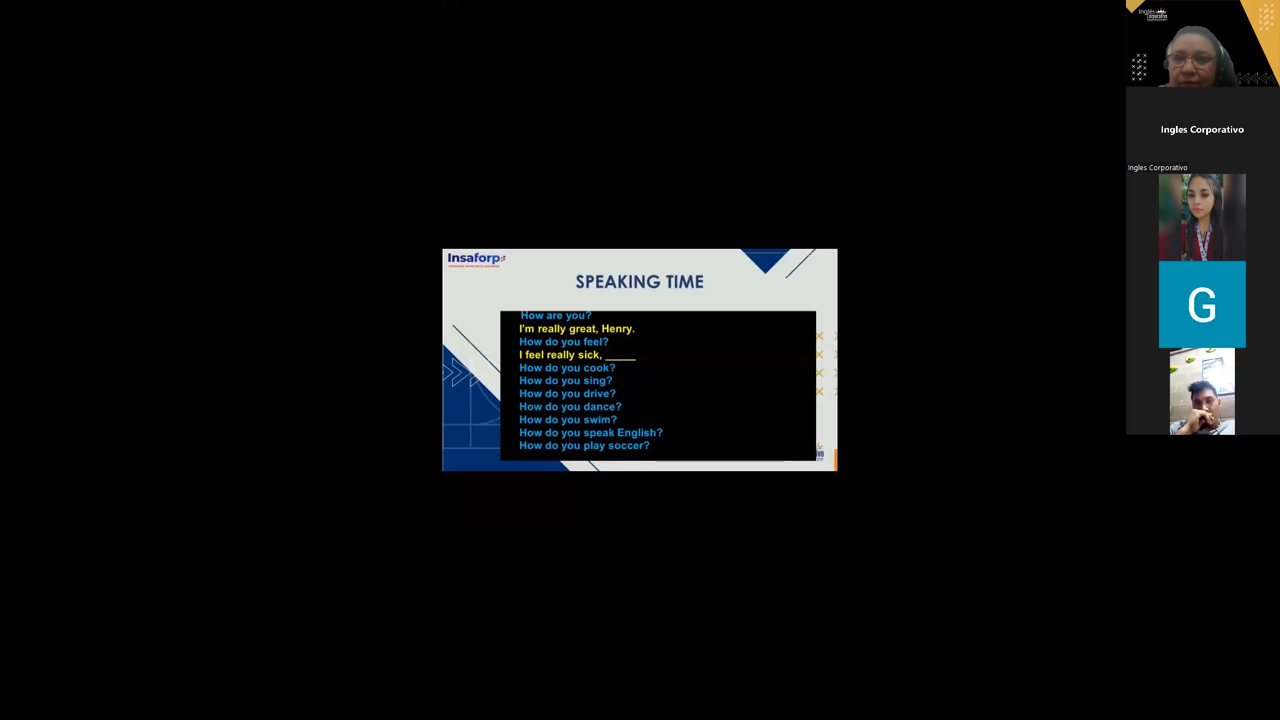 Insaforp
SPEAKING TIME
How are you?
I'm really great, Henry.
How do you feel?
I feel really sick, _____
How do you cook?
How do you sing?
How do you drive?
How do you dance?
How do you swim?
How do you speak English?
How do you play soccer?
Inglés
Corporativo
Ingles Corporativo
Ingles Corporativo
G